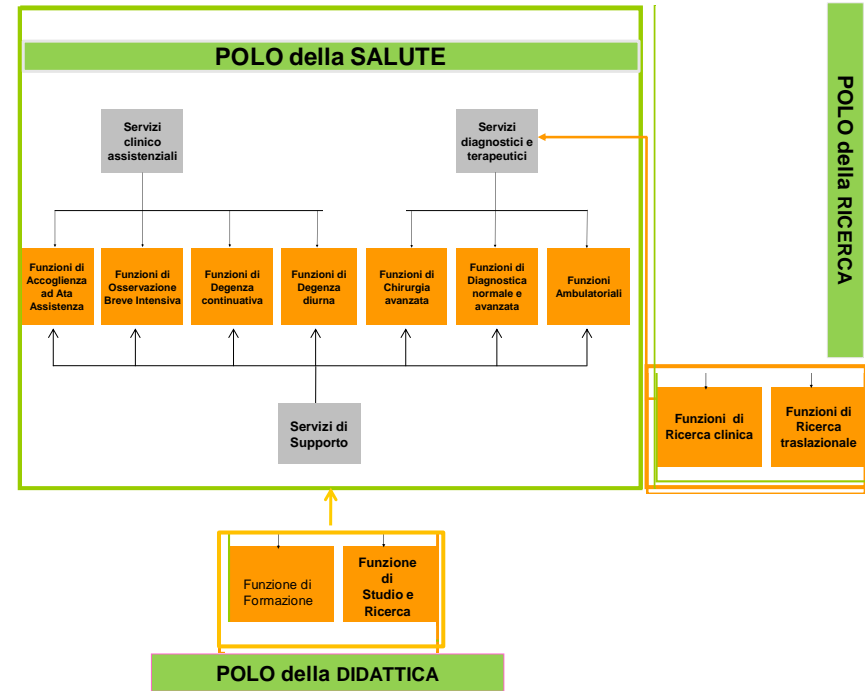 POLO della SALUTE
POLO della RICERCA
Servizi
clinico
assistenziali
Servizi
diagnostici e
terapeutici
Funzioni di
Accoglienza
ad Ata
Assistenza
Funzioni di
Osservazione
Breve Intensiva
Funzioni di
Degenza
continuativa
Funzioni di
Degenza
diurna
Funzioni di
Chirurgia
avanzata
Funzioni di
Diagnostica
normale e
avanzata
Funzioni
Ambulatoriali
Servizi di
Supporto
Funzioni di
Ricerca clinica
Funzioni di
Ricerca
traslazionale
Funzione di
Formazione
Funzione
di
Studio e
Ricerca
POLO della DIDATTICA